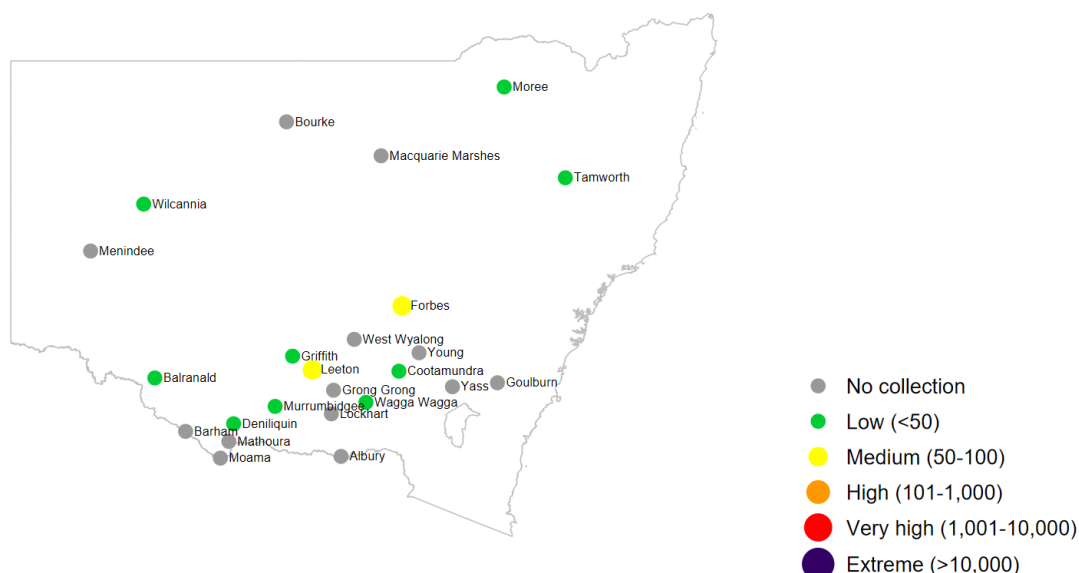 Moree
Bourke
Macquarie Marshes
Tamworth
Wilcannia
Menindee
Forbes
West Wyalong
Young
Griffith
Leeton
Cootamundra
Balranald
Grong Grong
Yass
Goulburn
Murrumbidgee
Wagga Wagga
Lockhart
Deniliquin
Barham
Mathoura
Moama
Albury
No collection
Low (<50)
Medium (50-100)
High (101-1,000)
Very high (1,001-10,000)
Extreme (>10,000)